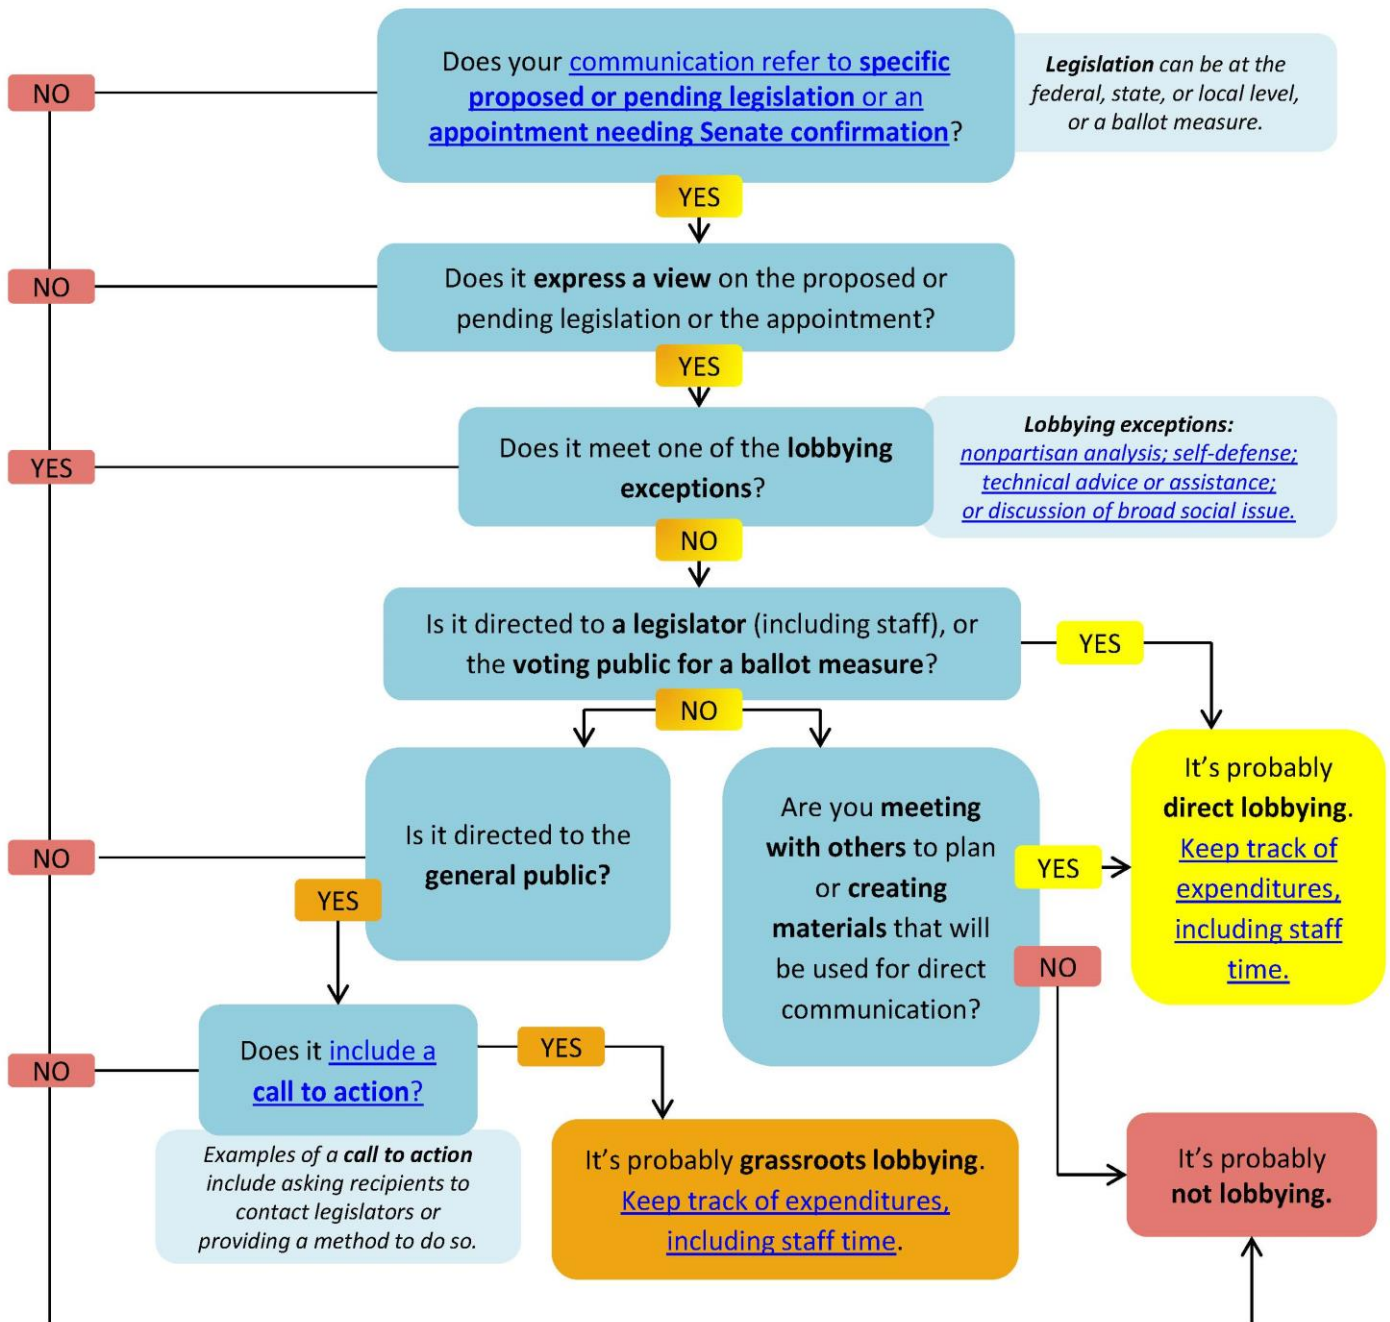 Does your communication refer to specific
proposed or pending legislation or an
appointment needing Senate confirmation?
Legislation can be at the
federal, state, or local level,
or a ballot measure.
NO
YES
Does it express a view on the proposed or
pending legislation or the appointment?
NO
YES
Does it meet one of the lobbying
exceptions?
Lobbying exceptions:
nonpartisan analysis; self-defense;
technical advice or assistance;
or discussion of broad social issue.
YES
NO
Is it directed to a legislator (including staff), or
the voting public for a ballot measure?
YES
NO
Is it directed to the
general public?
NO
YES
Are you meeting
with others to plan
or creating
materials that will
be used for direct
communication?
YES
NO
It's probably
direct lobbying.
Keep track of
expenditures,
including staff
time.
Does it include a
call to action?
NO
YES
Examples of a call to action
include asking recipients to
contact legislators or
providing a method to do so.
It's probably grassroots lobbying.
Keep track of expenditures,
including staff time.
It's probably
not lobbying.